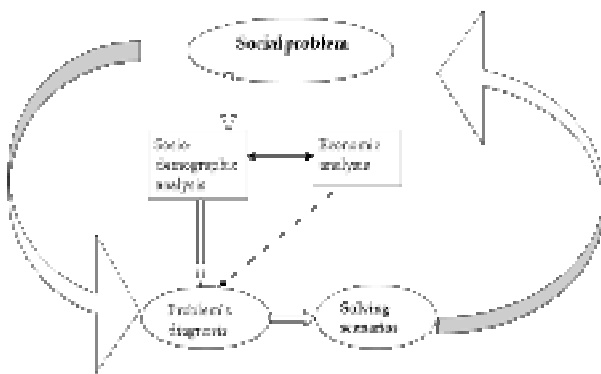 Social problem
Socio-
demographic
analysis
Economic
analysis
Problem's
diagnosis
Solving
scenarios